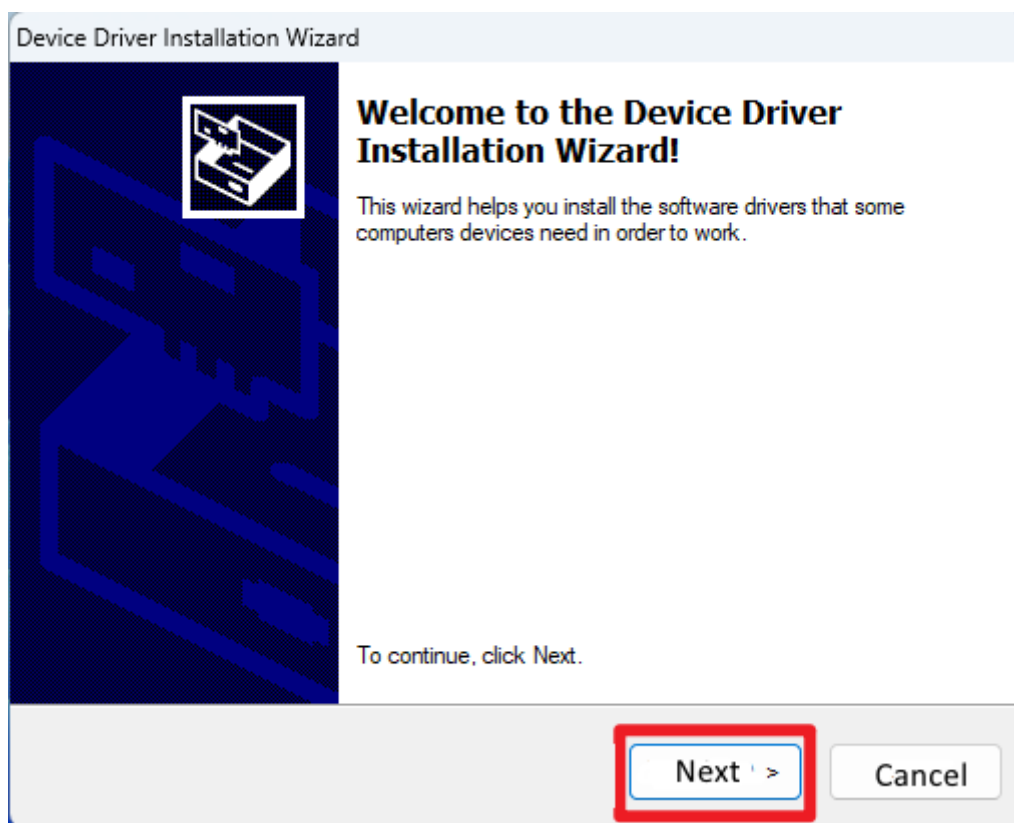 Device Driver Installation Wizard
Welcome to the Device Driver
Installation Wizard!
This wizard helps you install the software drivers that some
computers devices need in order to work.
To continue, click Next.
Next >
Cancel